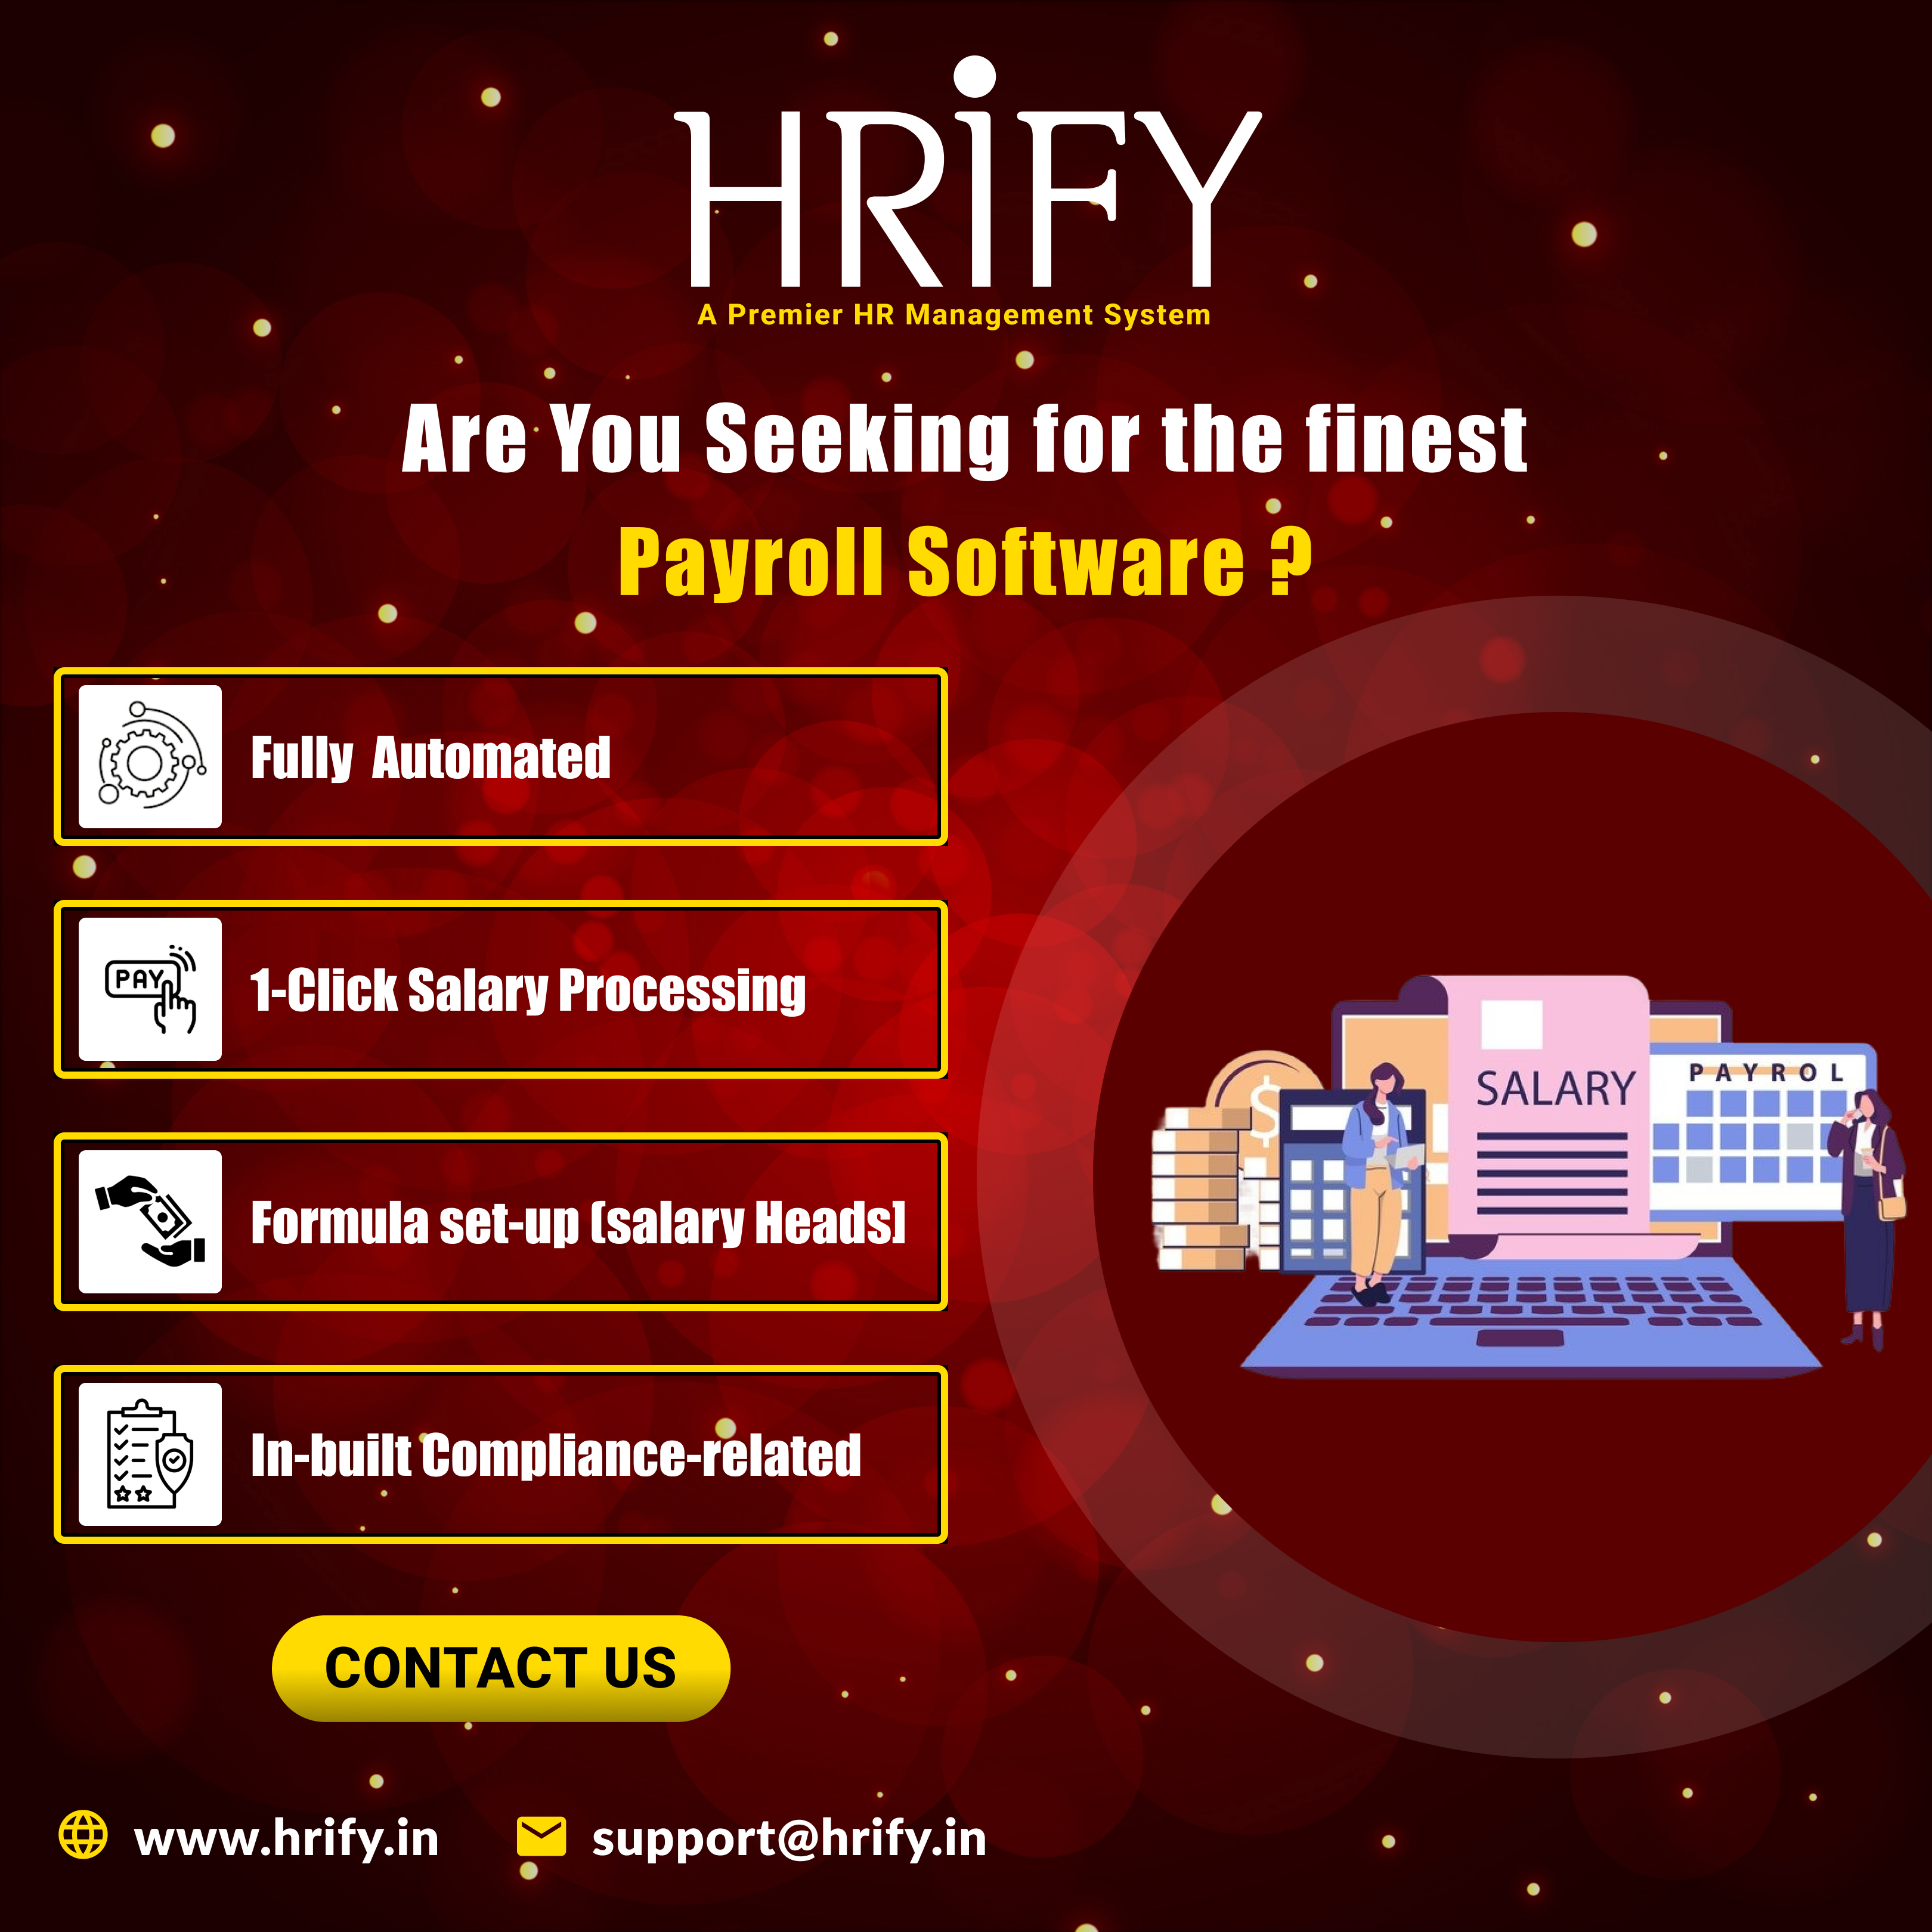 HRiFY
A Premier HR Management System
Are You Seeking for the finest
Payroll Software ?
Fully Automated
PAY
1-Click Salary Processing
Formula set-up (salary Heads]
In-built Compliance-related
$
SALARY
PAYROL
CONTACT US
www.hrify.in
support@hrify.in